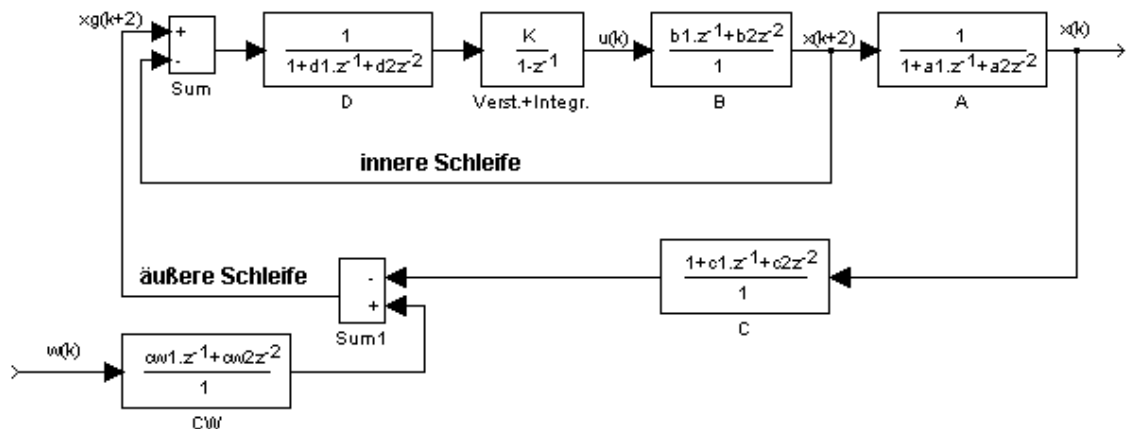 xg(k+2)
+
-
Sum
1
1+d1.z-1+d2z-2
D
K
1-z-1
Verst.+Integr.
u(k)
b1.z-1+b2z-2
1
B
x(k+2)
1
1+a1.z-1+a2z-2
A
x(k)
innere Schleife
äußere Schleife
-
+
Sum1
1+c1.z-1+c2z-2
1
C
w(k)
cw1.z-1+cw2z-2
1
CW